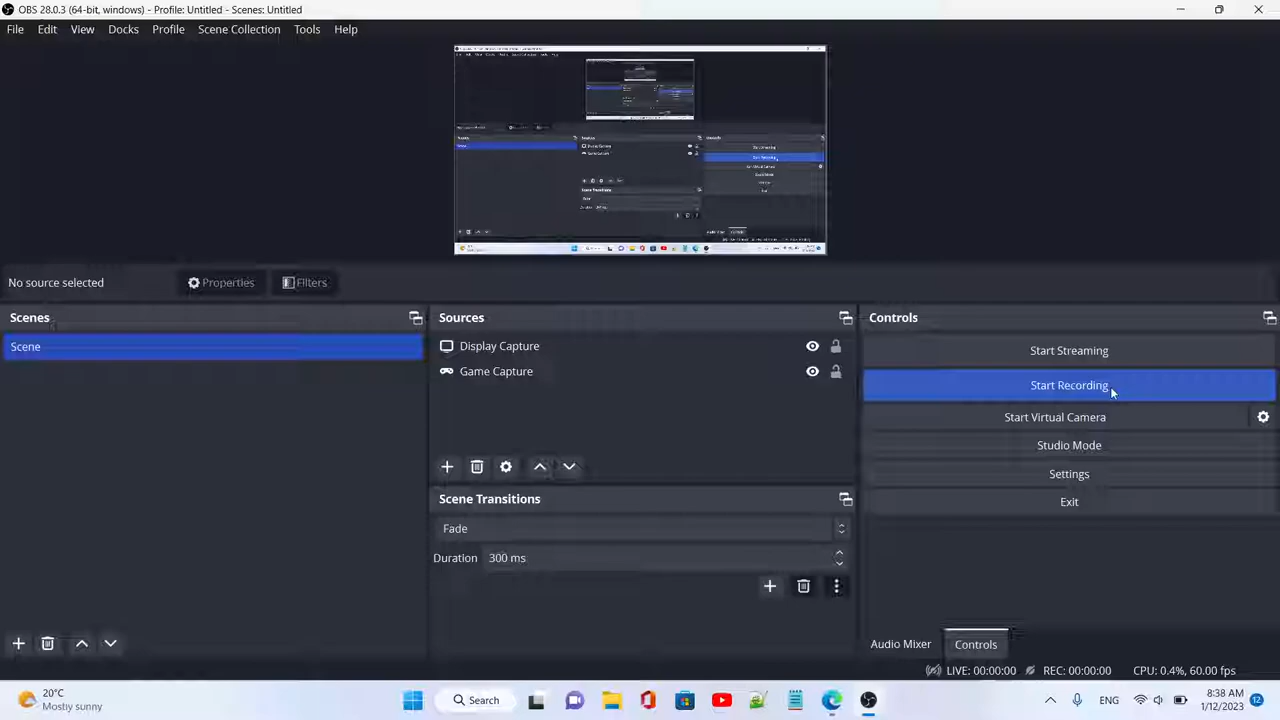 OBS 28.0.3 (64-bit, windows) - Profile: Untitled - Scenes: Untitled
File Edit View Docks Profile Scene Collection Tools Help
No source selected Properties Filters
Scenes
Scene
Sources
Display Capture
Game Capture
Scene Transitions
Fade
Duration 300 ms
Controls
Start Streaming
Start Recording
Start Virtual Camera
Studio Mode
Settings
Exit
Audio Mixer Controls
LIVE: 00:00:00 REC: 00:00:00 CPU: 0.4%, 60.00 fps
20°C
Mostly sunny
Search
ENG
8:38 AM
1/12/2023
12